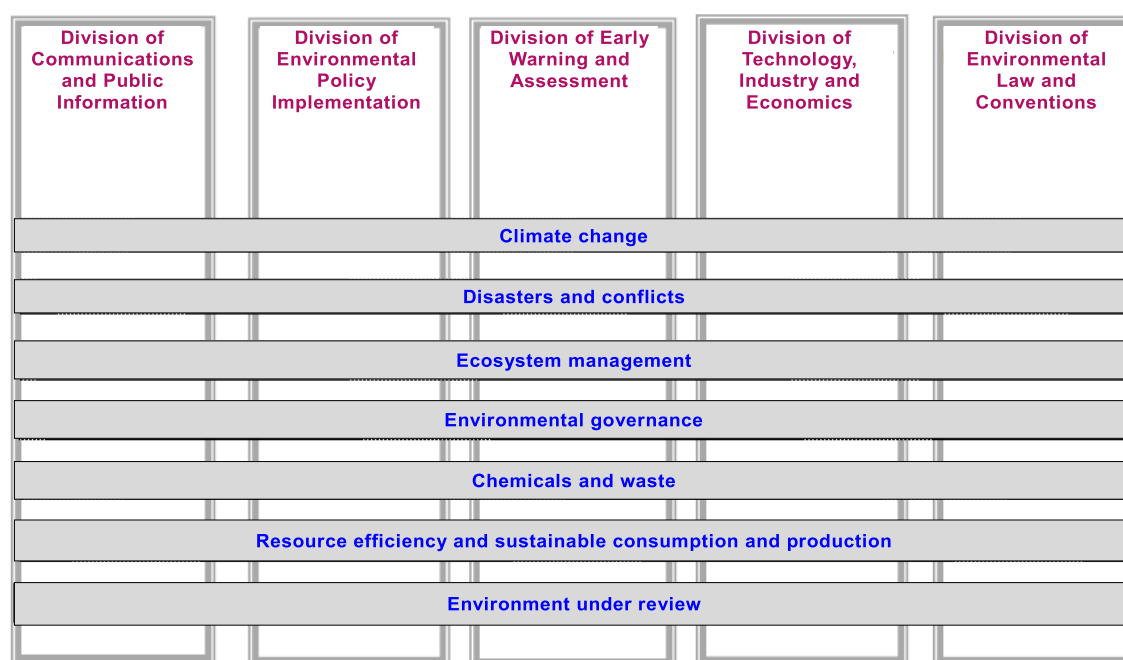 Division of
Communications
and Public
Information
Division of
Environmental
Policy
Implementation
Division of Early
Warning and
Assessment
Division of
Technology,
Industry and
Economics
Division of
Environmental
Law and
Conventions
Climate change
Disasters and conflicts
Ecosystem management
Environmental governance
Chemicals and waste
Resource efficiency and sustainable consumption and production
Environment under review